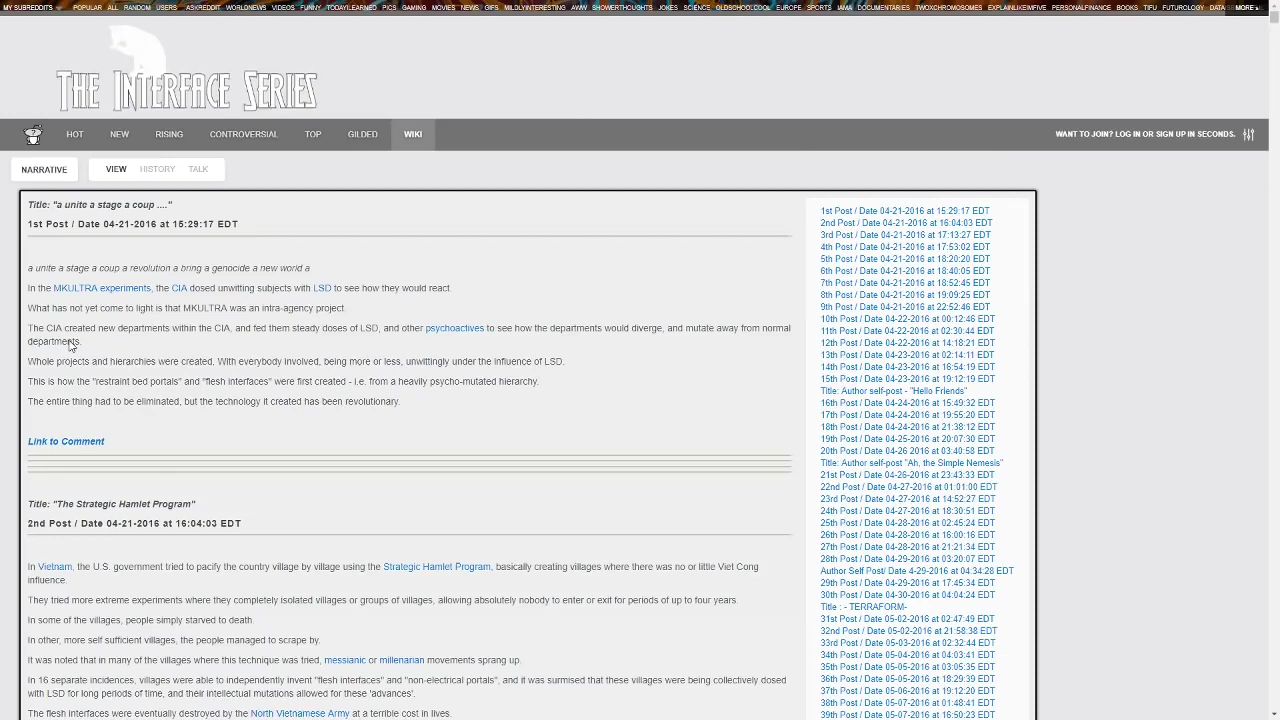 MY SUBREDDITS POPULAR ALL RANDOM USERS ASKREDDIT WORLDNEWS VIDEOS FUNNY TODAYILEARNED PICS GAMING MOVIES NEWS GIFS MILDLYINTERESTING AWW SHOWERTHOUGHTS JOKES SCIENCE OLDSCHOOLCOOL EUROPE SPORTS IAMA DOCUMENTARIES TWOXCHROMOSOMES EXPLAINLIKEIMFIVE PERSONALFINANCE BOOKS TIFU FUTUROLOGY MORE
THE INTERFACE SERIES
HOT NEW RISING CONTROVERSIAL TOP GILDED WIKI WANT TO JOIN? LOG IN OR SIGN UP IN SECONDS.
NARRATIVE VIEW HISTORY TALK
Title: "a unite a stage a coup ...."
1st Post / Date 04-21-2016 at 15:29:17 EDT
a unite a stage a coup a revolution a bring a genocide a new world a
In the MKULTRA experiments, the CIA dosed unwitting subjects with LSD to see how they would react.
What has not yet come to light is that MKULTRA was an intra-agency project.
The CIA created new departments within the CIA, and fed them steady doses of LSD, and other psychoactives to see how the departments would diverge, and mutate away from normal
departments.
Whole projects and hierarchies were created. With everybody involved, being more or less, unwittingly under the influence of LSD.
This is how the "restraint bed portals" and "flesh interfaces" were first created - i.e. from a heavily psycho-mutated hierarchy.
The entire thing had to be eliminated, but the technology it created has been revolutionary.
Link to Comment
Title: "The Strategic Hamlet Program"
2nd Post / Date 04-21-2016 at 16:04:03 EDT
In Vietnam, the U.S. government tried to pacify the country village by village using the Strategic Hamlet Program, basically creating villages where there was no or little Viet Cong
influence.
They tried more extreme experiments where they completely isolated villages or groups of villages, allowing absolutely nobody to enter or exit for periods of up to four years.
In some of the villages, people simply starved to death.
In other, more self sufficient villages, the people managed to scrape by.
It was noted that in many of the villages where this technique was tried, messianic or millenarian movements sprang up.
In 16 separate incidences, villages were able to independently invent "flesh interfaces" and "non-electrical portals", and it was surmised that these villages were being collectively dosed
with LSD for long periods of time, and their intellectual mutations allowed for these 'advances'.
The flesh interfaces were eventually destroyed by the North Vietnamese Army at a terrible cost in lives.
1st Post / Date 04-21-2016 at 15:29:17 EDT
2nd Post / Date 04-21-2016 at 16:04:03 EDT
3rd Post / Date 04-21-2016 at 17:13:27 EDT
4th Post / Date 04-21-2016 at 17:53:02 EDT
5th Post / Date 04-21-2016 at 18:20:20 EDT
6th Post / Date 04-21-2016 at 18:40:05 EDT
7th Post / Date 04-21-2016 at 18:52:45 EDT
8th Post / Date 04-21-2016 at 19:09:25 EDT
9th Post / Date 04-21-2016 at 22:52:46 EDT
10th Post / Date 04-22-2016 at 00:12:46 EDT
11th Post / Date 04-22-2016 at 02:30:44 EDT
12th Post / Date 04-22-2016 at 14:18:21 EDT
13th Post / Date 04-23-2016 at 02:14:11 EDT
14th Post / Date 04-23-2016 at 16:54:19 EDT
15th Post / Date 04-23-2016 at 19:12:19 EDT
Title: Author self-post - "Hello Friends"
16th Post / Date 04-24-2016 at 15:49:32 EDT
17th Post / Date 04-24-2016 at 19:55:20 EDT
18th Post / Date 04-24-2016 at 21:38:12 EDT
19th Post / Date 04-25-2016 at 20:07:30 EDT
20th Post / Date 04-26 2016 at 03:40:58 EDT
Title: Author self-post "Ah, the Simple Nemesis"
21st Post / Date 04-26-2016 at 23:43:33 EDT
22nd Post / Date 04-27-2016 at 01:01:00 EDT
23rd Post / Date 04-27-2016 at 14:52:27 EDT
24th Post / Date 04-27-2016 at 18:30:51 EDT
25th Post / Date 04-28-2016 at 02:45:24 EDT
26th Post / Date 04-28-2016 at 16:00:16 EDT
27th Post / Date 04-28-2016 at 21:21:34 EDT
28th Post / Date 04-29-2016 at 03:20:07 EDT
Author Self Post/ Date 4-29-2016 at 04:34:28 EDT
29th Post / Date 04-29-2016 at 17:45:34 EDT
30th Post / Date 04-30-2016 at 04:04:24 EDT
Title : - TERRAFORM-
31st Post / Date 05-02-2016 at 02:47:49 EDT
32nd Post / Date 05-02-2016 at 21:58:38 EDT
33rd Post / Date 05-03-2016 at 02:32:44 EDT
34th Post / Date 05-04-2016 at 04:03:41 EDT
35th Post / Date 05-05-2016 at 03:05:35 EDT
36th Post / Date 05-05-2016 at 18:29:39 EDT
37th Post / Date 05-06-2016 at 19:12:20 EDT
38th Post / Date 05-07-2016 at 01:48:41 EDT
39th Post / Date 05-07-2016 at 16:50:23 EDT